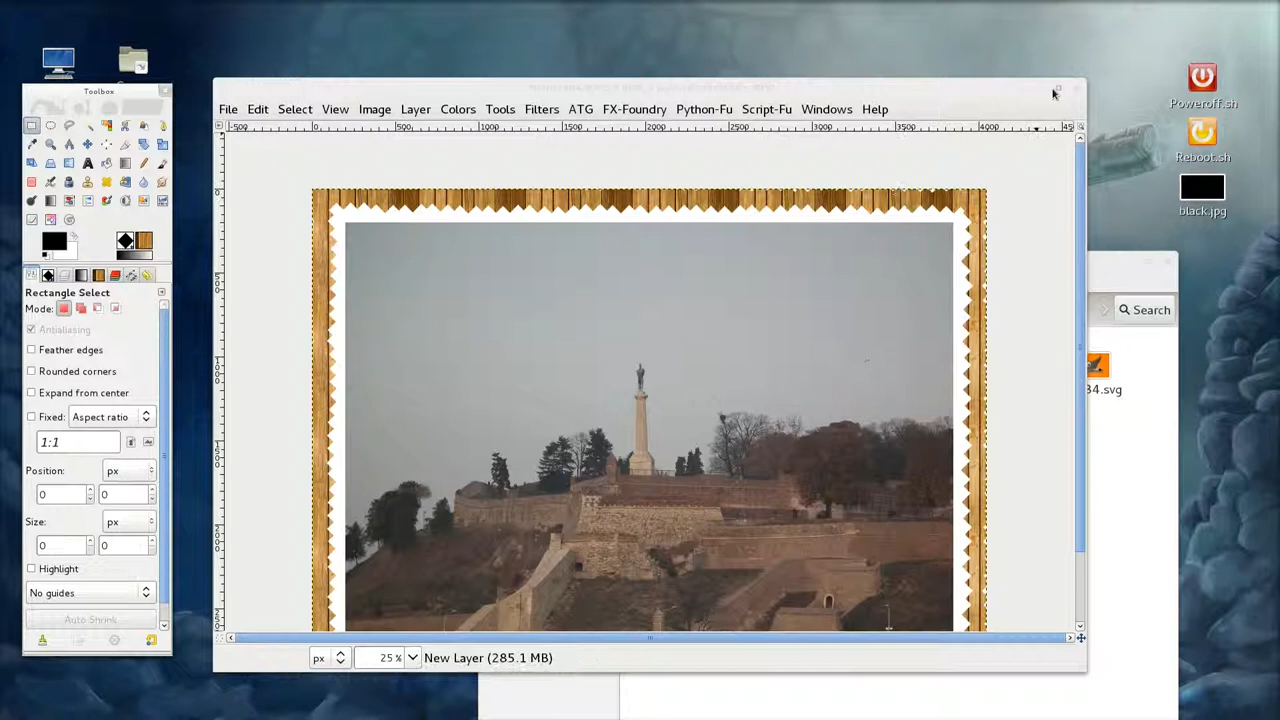 Toolbox
File Edit Select View Image Layer Colors Tools Filters ATG FX-Foundry Python-Fu Script-Fu Windows Help
-500 0 500 1000 1500 2000 2500 3000 3500 4000 45
Rectangle Select
Mode:
Antialiasing
Feather edges
Rounded corners
Expand from center
Fixed: Aspect ratio
1:1
Position: px
0 0
Size: px
0 0
Highlight
No guides
Auto Shrink
px 25 % New Layer (285.1 MB)
Poweroff.sh
Reboot.sh
black.jpg
Search
34.svg